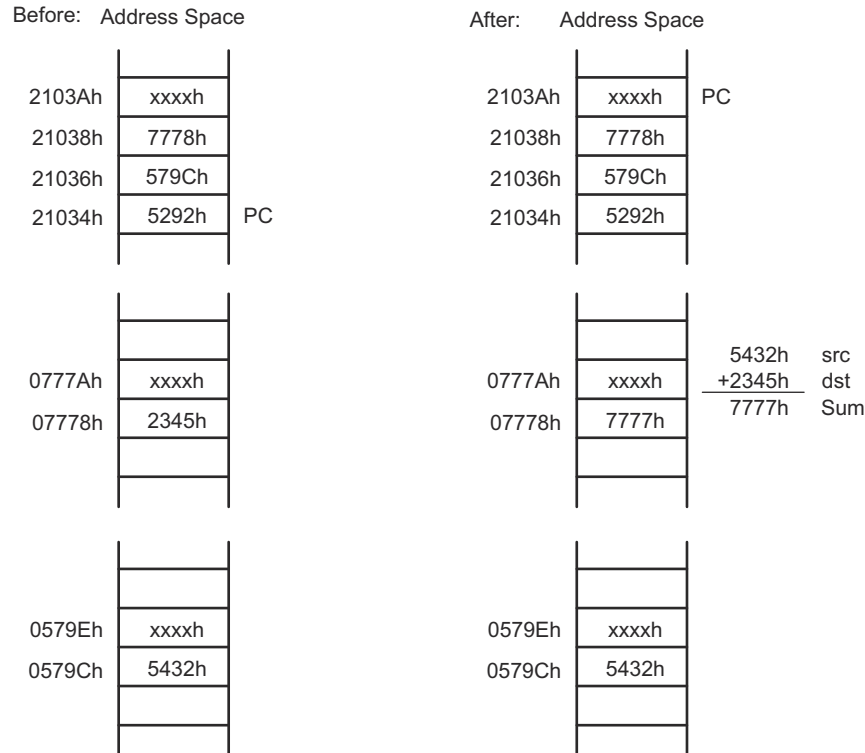 Before: Address Space
2103Ah xxxxh
21038h 7778h
21036h 579Ch
21034h 5292h PC
0777Ah xxxxh
07778h 2345h
0579Eh xxxxh
0579Ch 5432h
After: Address Space
2103Ah xxxxh PC
21038h 7778h
21036h 579Ch
21034h 5292h
0777Ah xxxxh
07778h 7777h
5432h src
+2345h dst
7777h Sum
0579Eh xxxxh
0579Ch 5432h